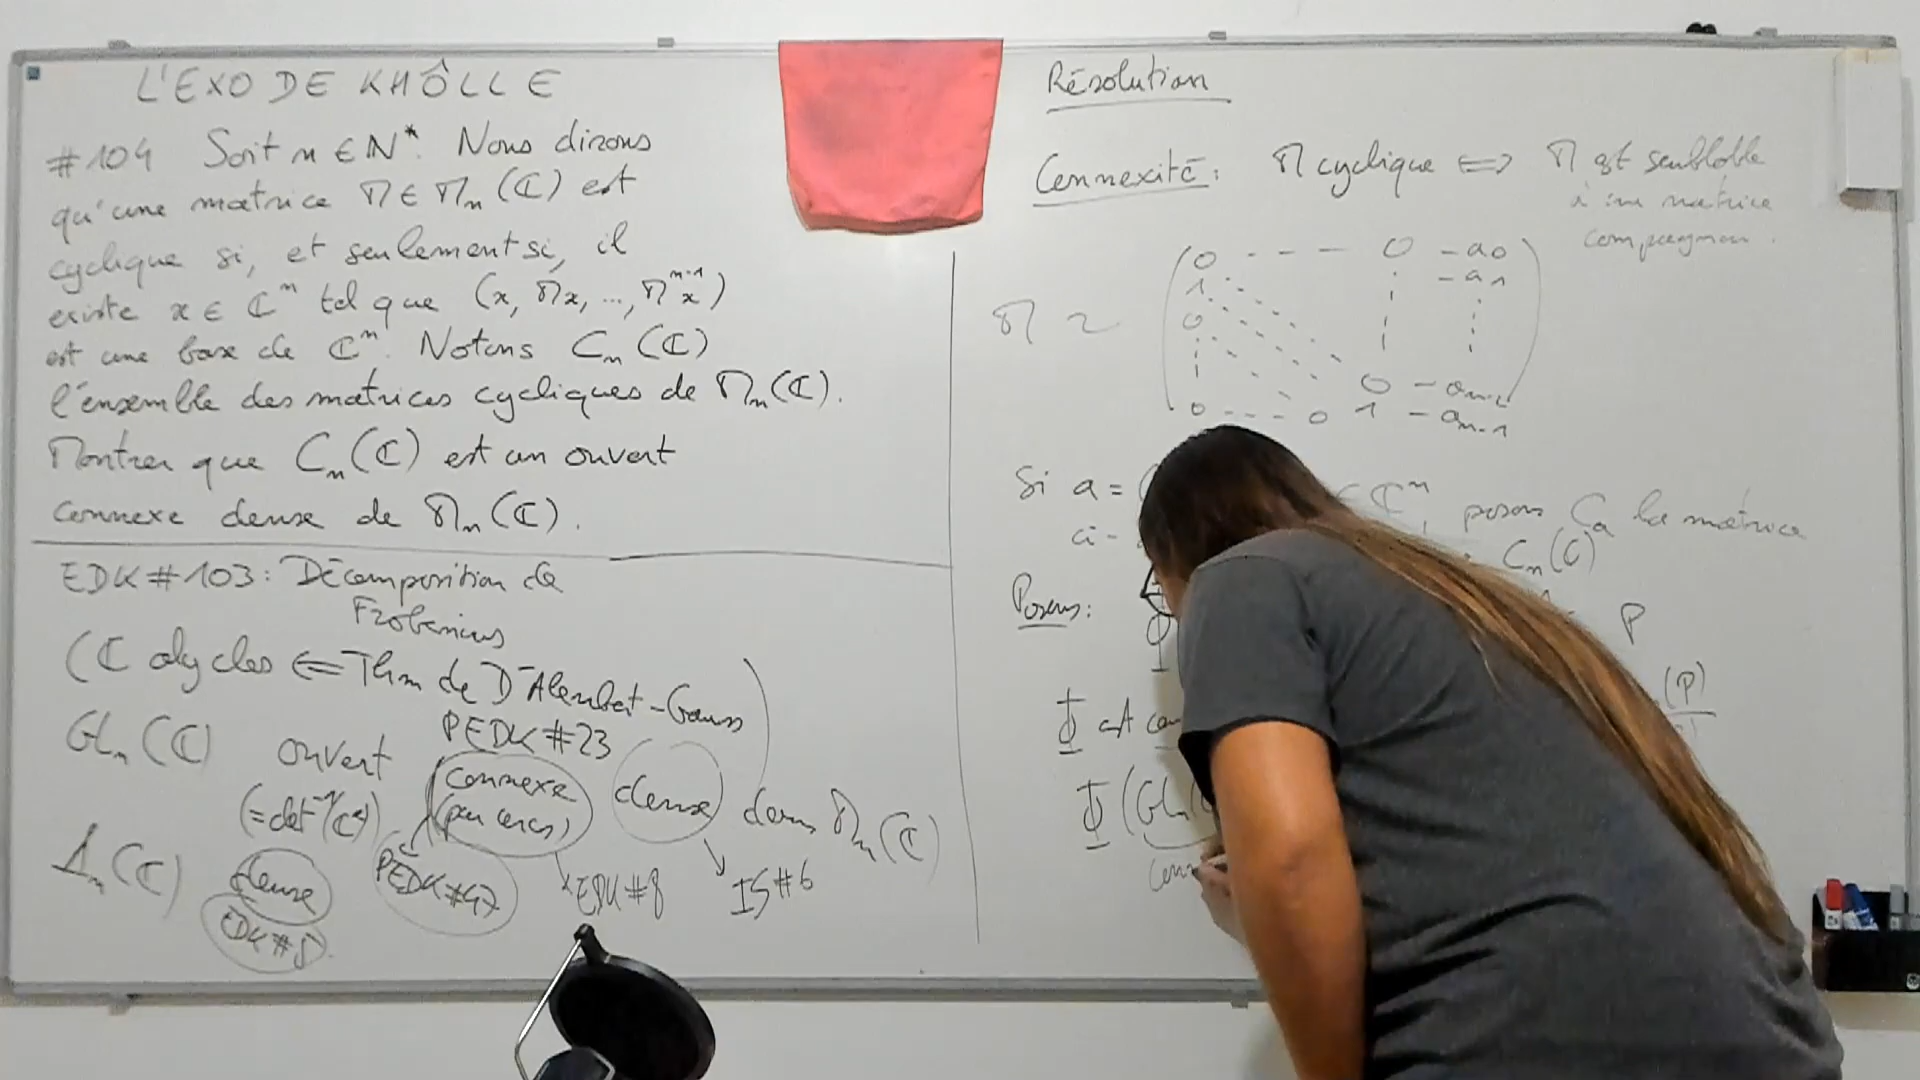 L'EXO DE KHÔLLE
#104 Soit n ∈ ℕ*. Nous dirons
qu'une matrice M ∈ Mn(ℂ) est
cyclique si, et seulement si, il
existe x ∈ ℂ^n tel que (x, Mx, ..., M^{n-1}x)
est une base de ℂ^n. Notons Cn(ℂ)
l'ensemble des matrices cycliques de Mn(ℂ).
Montrer que Cn(ℂ) est un ouvert
connexe dense de Mn(ℂ).
EDK #103 : Décomposition de
Frobenius
(ℂ alg clos ⇐ Thm de D'Alembert-Gauss
PEDK #23
GLn(ℂ) ouvert connexe dense dans Mn(ℂ)
(= det^{-1}(ℂ*)) (par arcs)
Δn(ℂ) dense PEDK #47 EDK #8 IS #6
EDK #5
Résolution
Connexité : M cyclique ⟺ M est semblable
à une matrice
compagnon.
M ~
0 - - - 0 -a0
1 -a1
0
0 -an-2
0 - - - 0 1 -an-1
Si a = ( ∈ ℂ^n, posons Ca la matrice
ci-
Cn(ℂ)
Posons : Φ P
Φ est (P)
Φ(GLn(